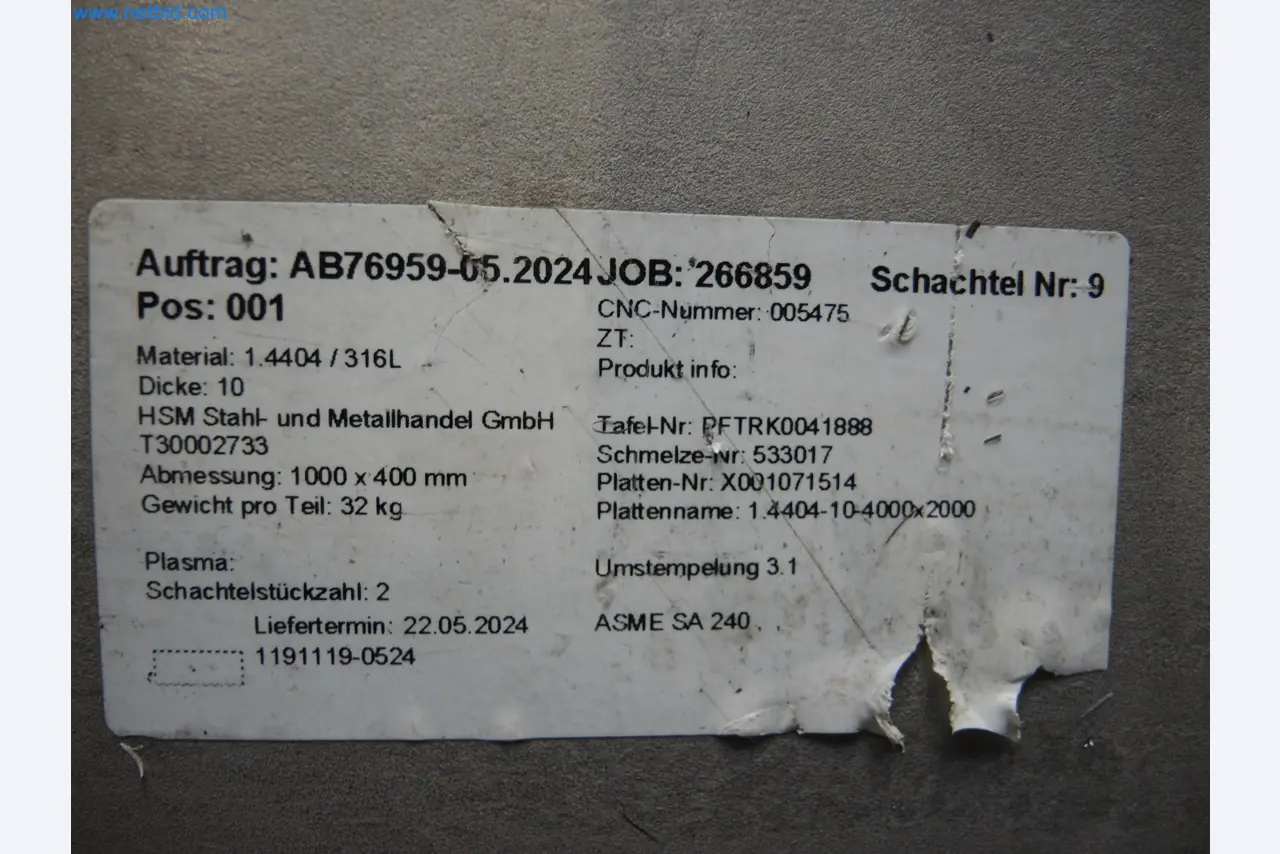 www.netbid.com
Auftrag: AB76959-05.2024 JOB: 266859 Schachtel Nr: 9
Pos: 001
CNC-Nummer: 005475
ZT:
Material: 1.4404 / 316L
Produkt info:
Dicke: 10
HSM Stahl- und Metallhandel GmbH
Tafel-Nr: PFTRK0041888
T30002733
Schmelze-Nr: 533017
Abmessung: 1000 x 400 mm
Platten-Nr: X001071514
Gewicht pro Teil: 32 kg
Plattenname: 1.4404-10-4000x2000
Plasma:
Umstempelung 3.1
Schachtelstückzahl: 2
Liefertermin: 22.05.2024
ASME SA 240
1191119-0524